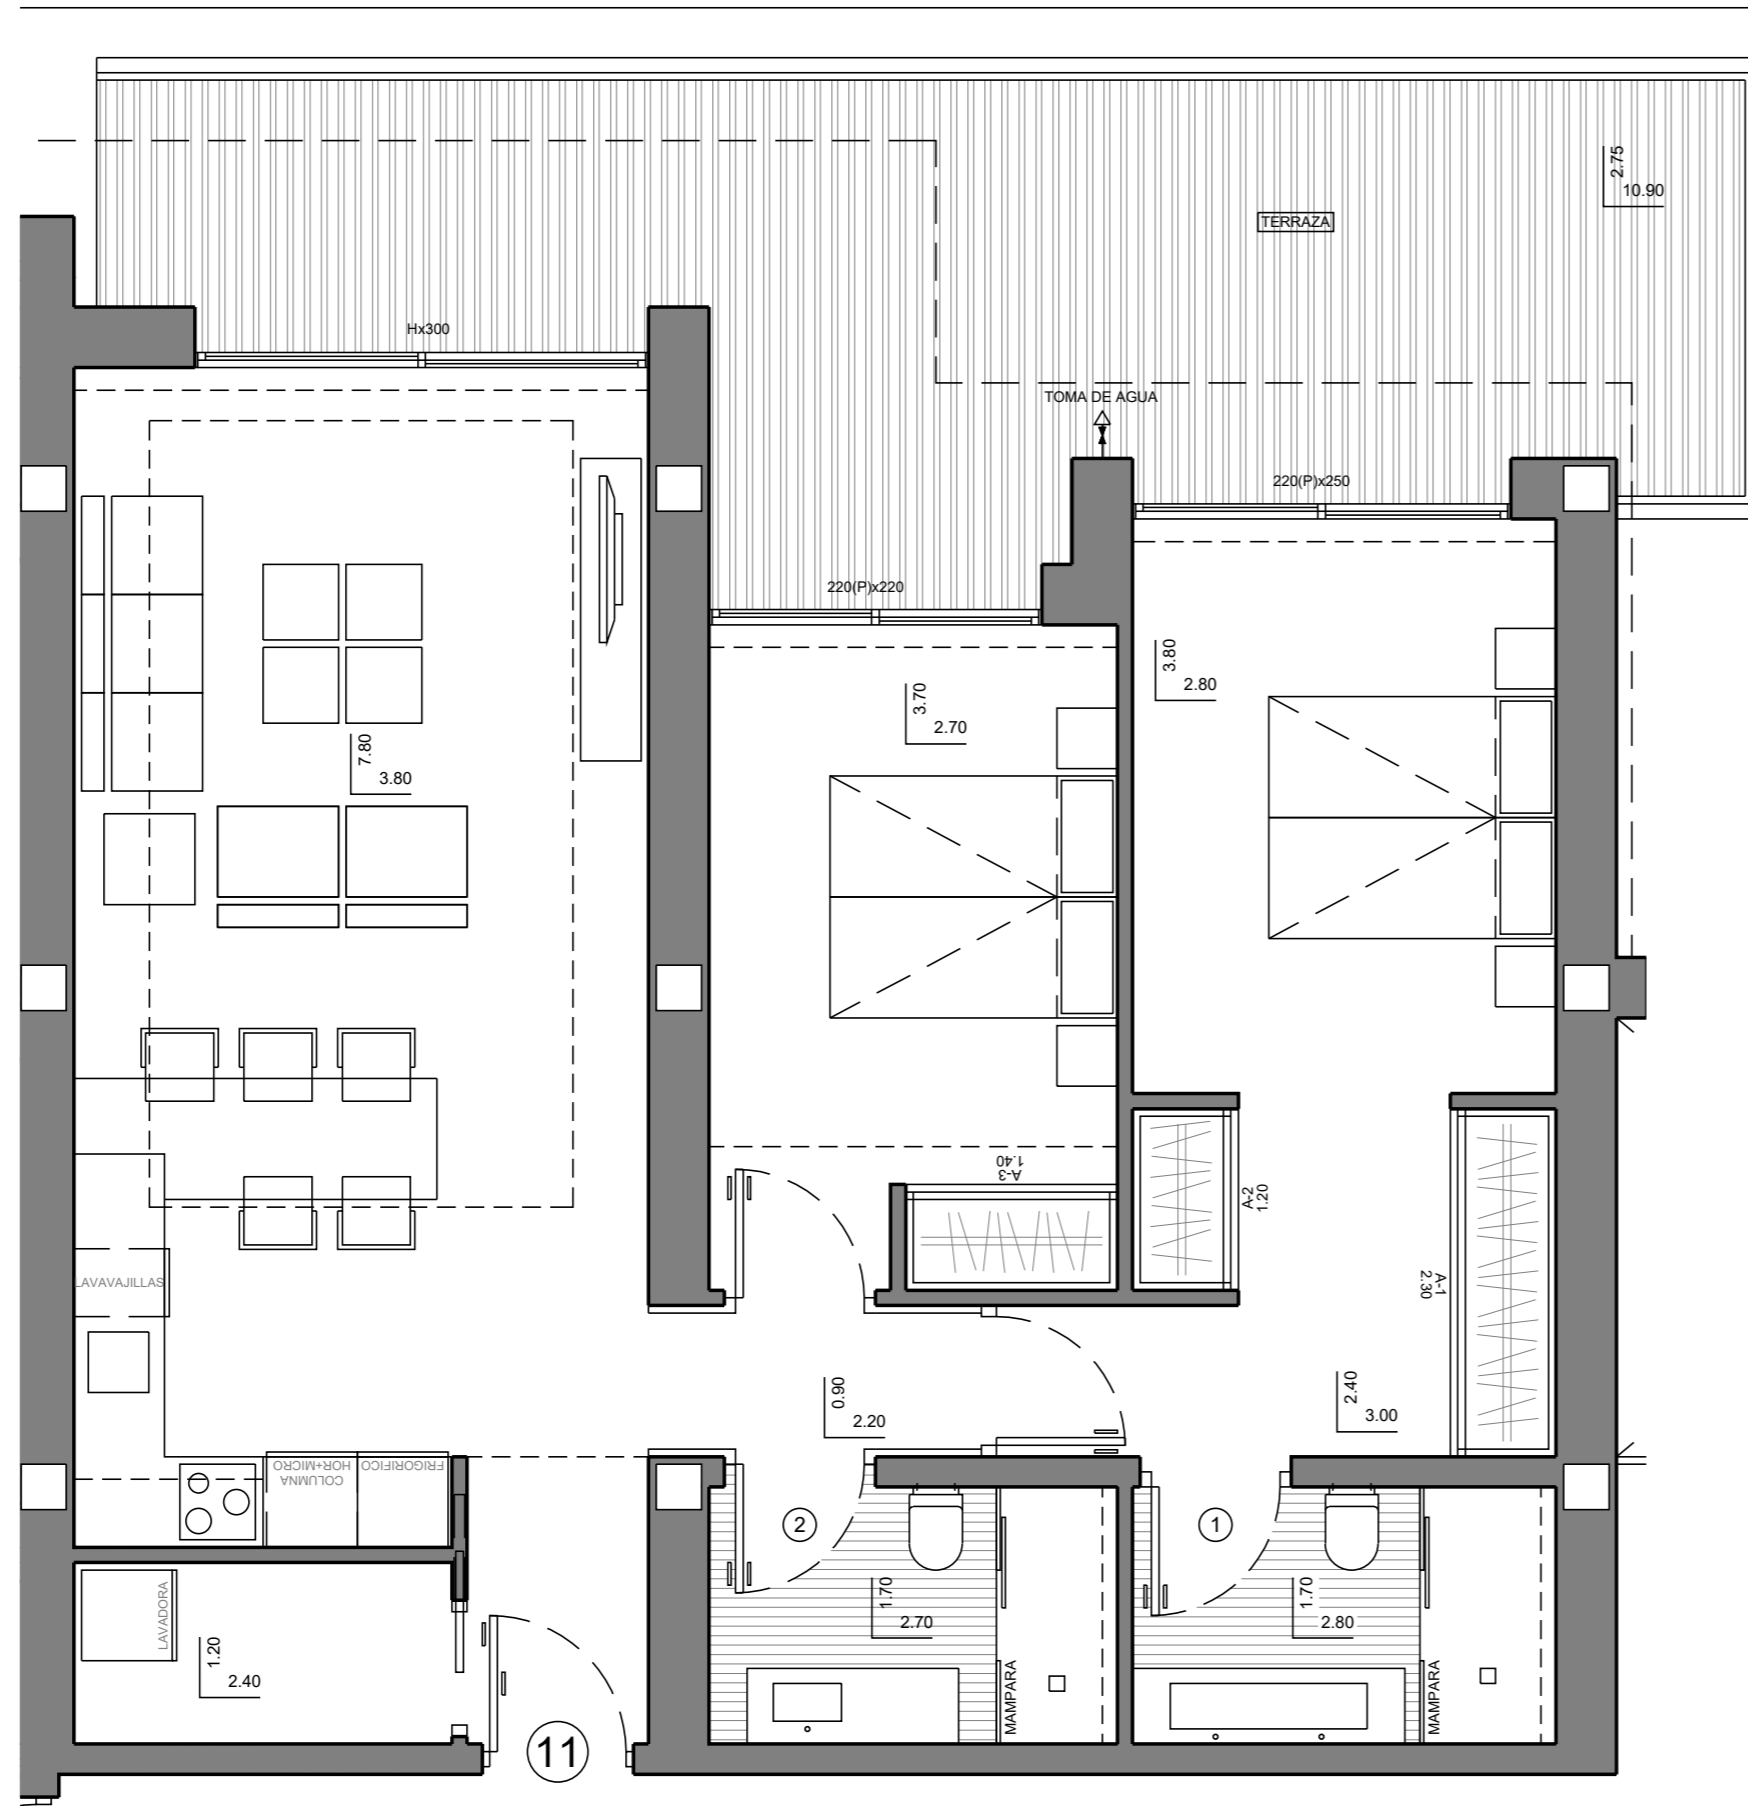 2.75
10.90
TERRAZA
Hx300
TOMA DE AGUA
220(P)x250
220(P)x220
3.80
2.80
3.70
2.70
7.80
3.80
A-3
1.40
A-2
1.20
A-1
2.30
LAVAVAJILLAS
0.90
2.20
2.40
3.00
COLUMNA
HOR+MICRO
FRIGORIFICO
2
1
1.70
2.70
1.70
2.80
LAVADORA
1.20
2.40
MAMPARA
MAMPARA
11